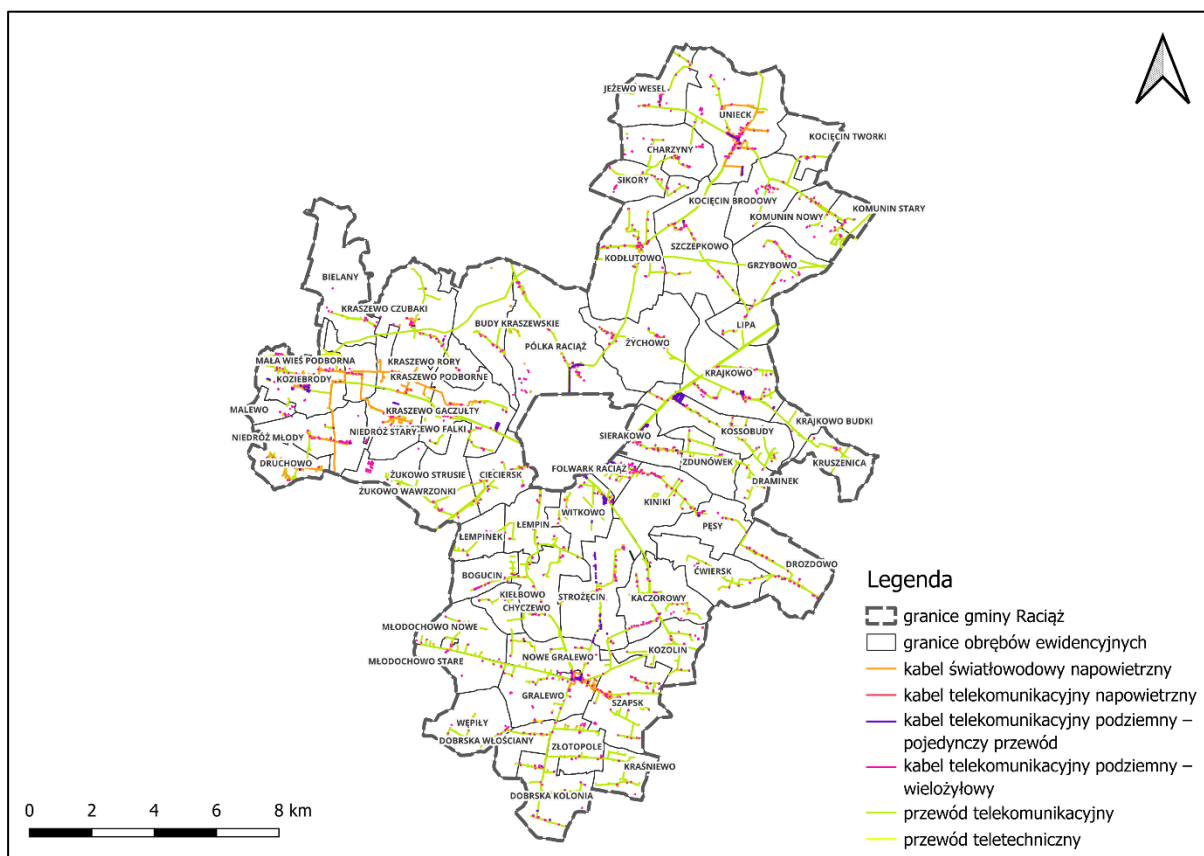 JEŻEWO WESEL
UNIECK
KOCIĘCIN TWORKI
CHARZYNY
SIKORY
KOCIĘCIN BRODOWY
KOMUNIN STARY
KOMUNIN NOWY
SZCZEPKOWO
KODŁUTOWO
GRZYBOWO
BIELANY
KRASZEWO CZUBAKI
BUDY KRASZEWSKIE
LIPA
PÓLKA RACIĄŻ
ŻYCHOWO
MAŁA WIEŚ PODBORNA
KRASZEWO RORY
KRAJKOWO
KOZIEBRODY
KRASZEWO PODBORNE
MALEWO
KRASZEWO GACZUŁTY
KRAJKOWO BUDKI
NIEDRÓŻ MŁODY
NIEDRÓŻ STARY
FALKI
SIERAKOWO
KOSSOBUDY
DRUCHOWO
ZDUNÓWEK
KRUSZENICA
ŻUKOWO STRUSIE
CIECIERSK
FOLWARK RACIĄŻ
DRAMINEK
ŻUKOWO WAWRZONKI
KINIKI
WITKOWO
ŁEMPIN
PĘSY
ŁEMPINEK
DROZDOWO
BOGUCIN
ĆWIERSK
KIEŁBOWO
STROŻĘCIN
KACZOROWY
CHYCZEWO
MŁODOCHOWO NOWE
KOZOLIN
MŁODOCHOWO STARE
NOWE GRALEWO
GRALEWO
SZAPSK
WĘPIŁY
DOBRSKA WŁOŚCIANY
ZŁOTOPOLE
KRAŚNIEWO
DOBRSKA KOLONIA
Legenda
granice gminy Raciąż
granice obrębów ewidencyjnych
kabel światłowodowy napowietrzny
kabel telekomunikacyjny napowietrzny
kabel telekomunikacyjny podziemny –
pojedynczy przewód
kabel telekomunikacyjny podziemny –
wielożyłowy
przewód telekomunikacyjny
przewód teletechniczny
0 2 4 6 8 km